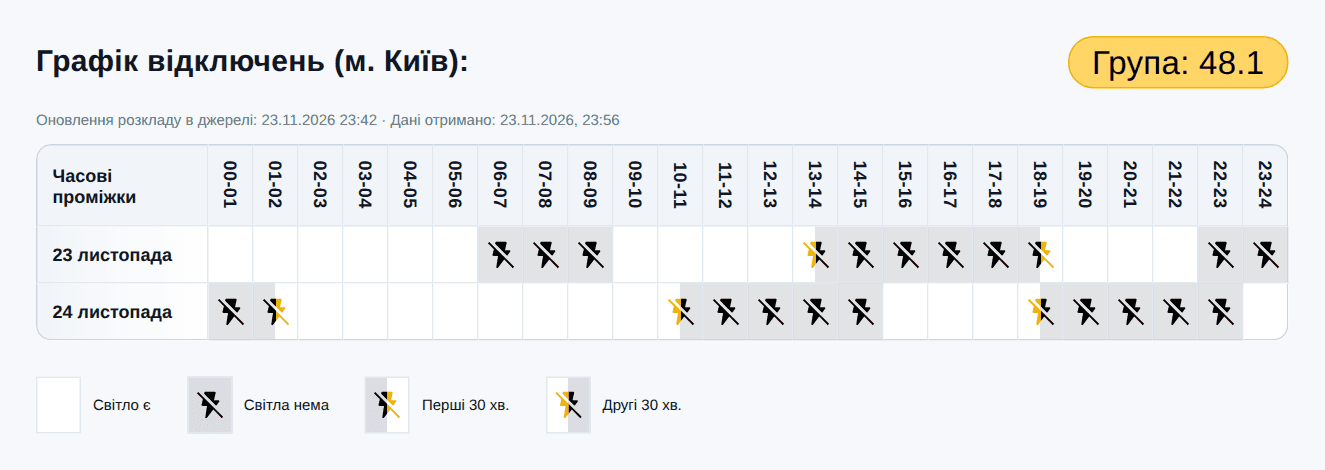 Графік відключень (м. Київ):
Група: 48.1
Оновлення розкладу в джерелі: 23.11.2026 23:42 · Дані отримано: 23.11.2026, 23:56
Часові
проміжки
00-01
01-02
02-03
03-04
04-05
05-06
06-07
07-08
08-09
09-10
10-11
11-12
12-13
13-14
14-15
15-16
16-17
17-18
18-19
19-20
20-21
21-22
22-23
23-24
23 листопада
24 листопада
Світло є
Світла нема
Перші 30 хв.
Другі 30 хв.